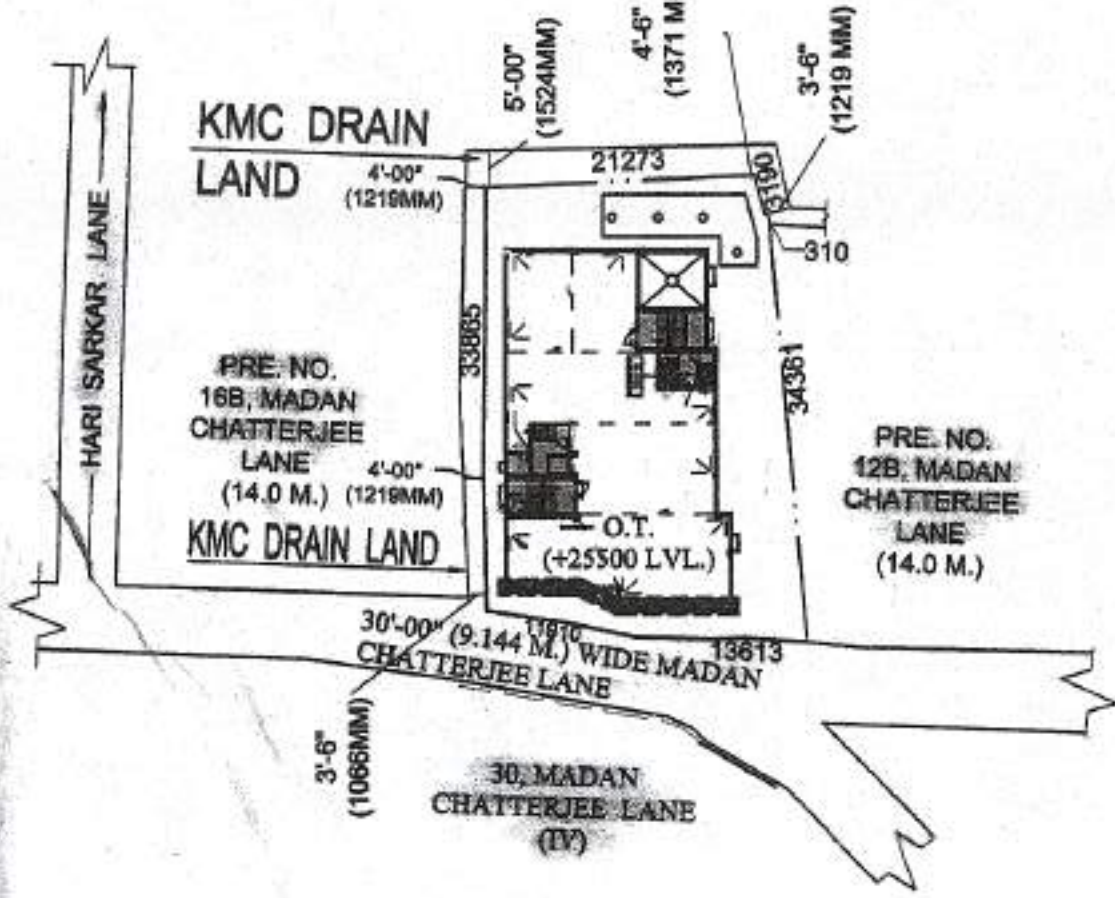 5'-00"
(1524MM)
4'-6"
(1371 M
3'-6"
(1219 MM)
KMC DRAIN
LAND
4'-00"
(1219MM)
21273
3190
310
HARI SARKAR LANE
33865
34361
PRE. NO.
16B, MADAN
CHATTERJEE
LANE
(14.0 M.)
4'-00"
(1219MM)
PRE. NO.
12B, MADAN
CHATTERJEE
LANE
(14.0 M.)
KMC DRAIN LAND
O.T.
(+25500 LVL.)
30'-00" (9.144 M.) WIDE MADAN
CHATTERJEE LANE
13613
3'-6"
(1066MM)
30, MADAN
CHATTERJEE LANE
(IV)